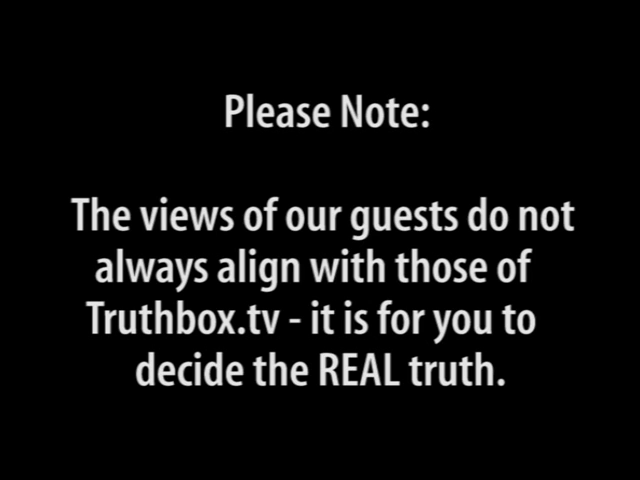 Please Note:
The views of our guests do not
always align with those of
Truthbox.tv - it is for you to
decide the REAL truth.